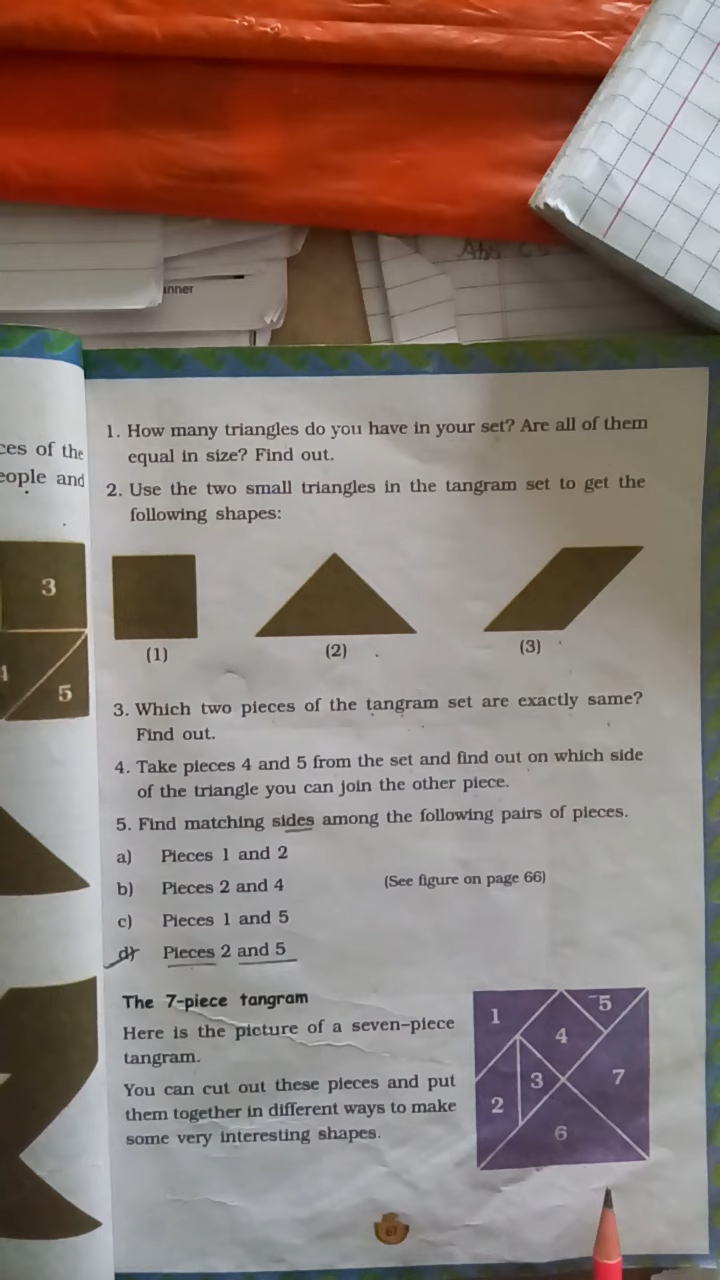 Abo
nner
ces of the
eople and
3
4
5
1. How many triangles do you have in your set? Are all of them
equal in size? Find out.
2. Use the two small triangles in the tangram set to get the
following shapes:
(1)
(2)
(3)
3. Which two pieces of the tangram set are exactly same?
Find out.
4. Take pieces 4 and 5 from the set and find out on which side
of the triangle you can join the other piece.
5. Find matching sides among the following pairs of pieces.
a) Pieces 1 and 2
b) Pieces 2 and 4 (See figure on page 66)
c) Pieces 1 and 5
d) Pieces 2 and 5
The 7-piece tangram
Here is the picture of a seven-piece
tangram.
You can cut out these pieces and put
them together in different ways to make
some very interesting shapes.
1
5
4
3
7
2
6
67